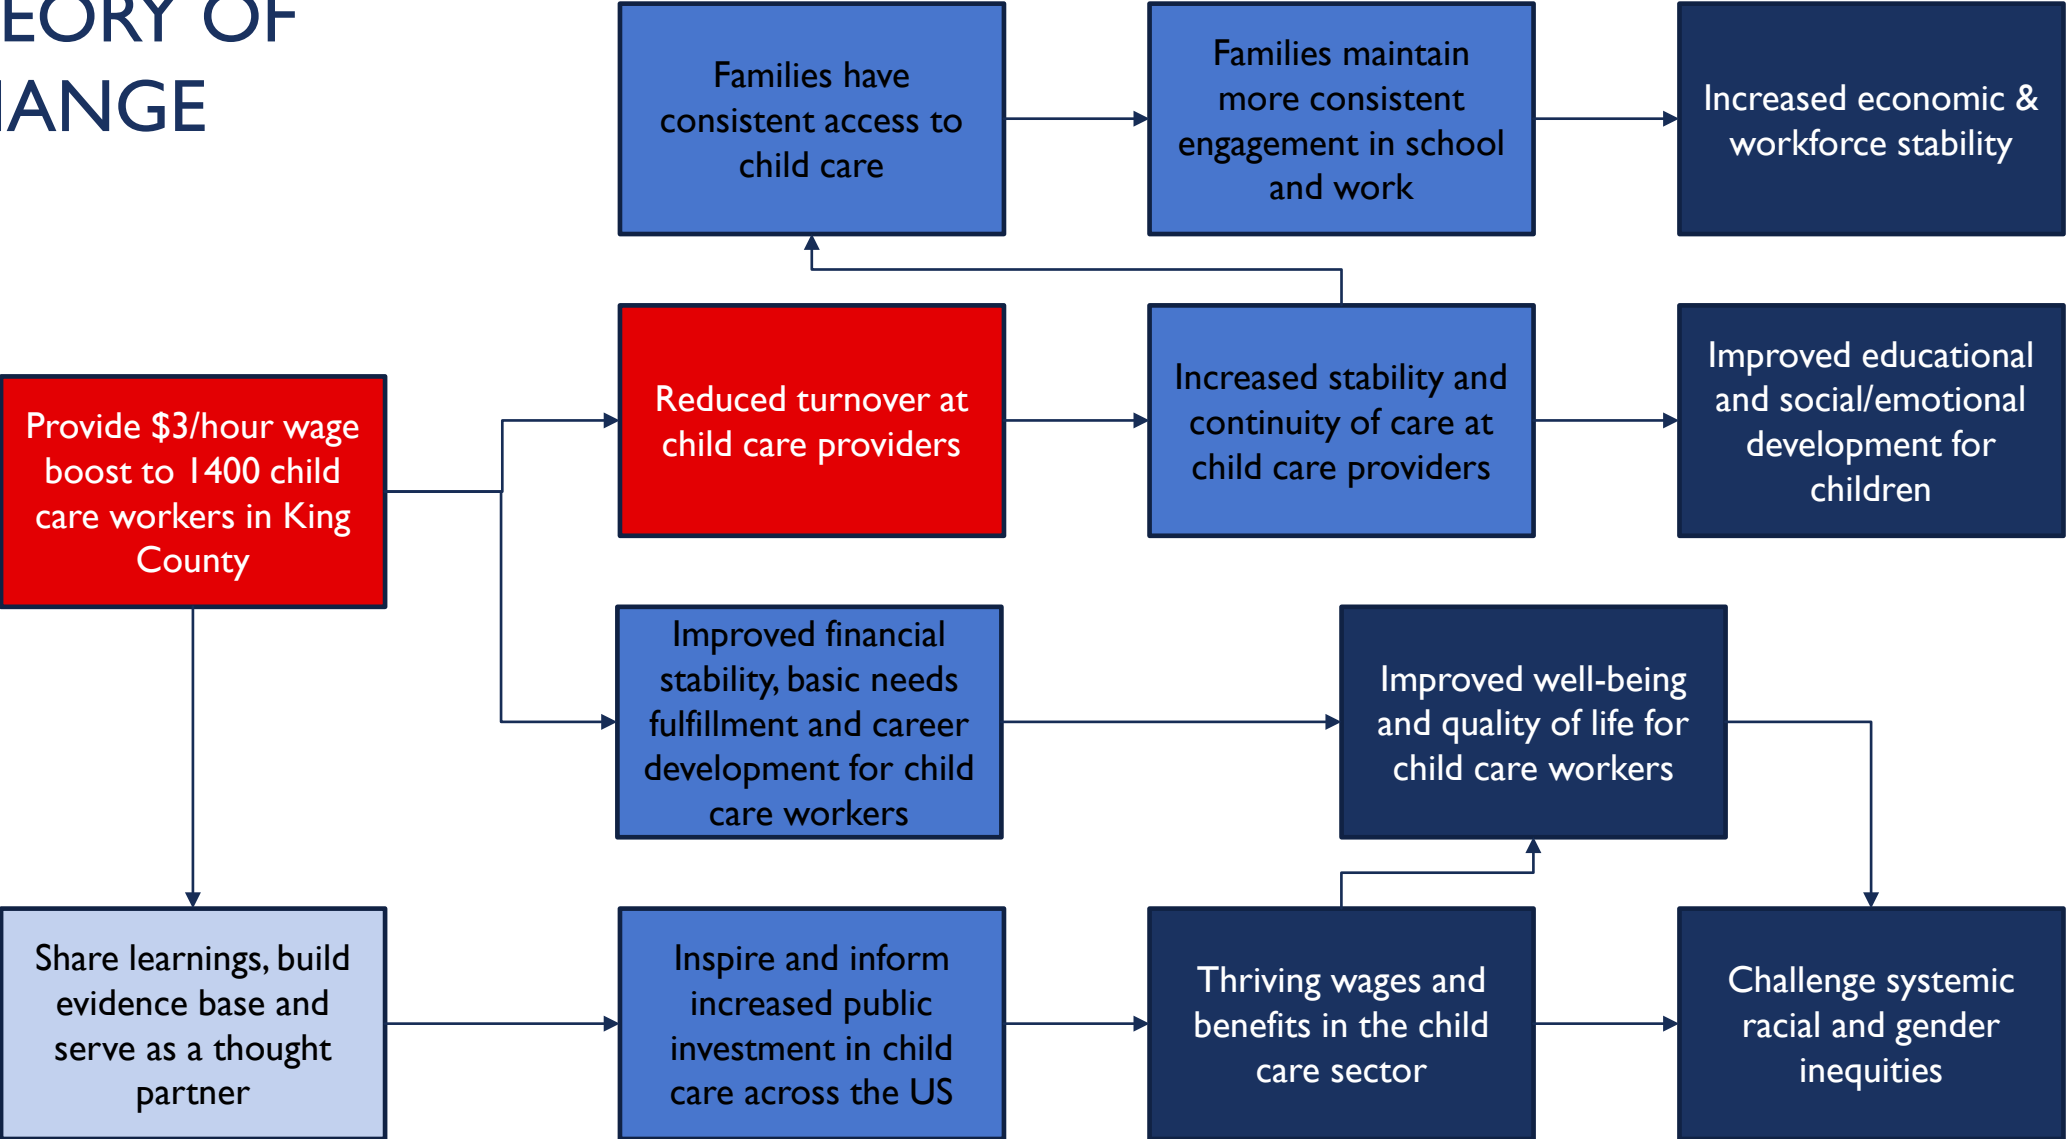 EORY OF
HANGE
Families have
consistent access to
child care
Families maintain
more consistent
engagement in school
and work
Increased economic &
workforce stability
Provide $3/hour wage
boost to 1400 child
care workers in King
County
Reduced turnover at
child care providers
Increased stability and
continuity of care at
child care providers
Improved educational
and social/emotional
development for
children
Improved financial
stability, basic needs
fulfillment and career
development for child
care workers
Improved well-being
and quality of life for
child care workers
Share learnings, build
evidence base and
serve as a thought
partner
Inspire and inform
increased public
investment in child
care across the US
Thriving wages and
benefits in the child
care sector
Challenge systemic
racial and gender
inequities